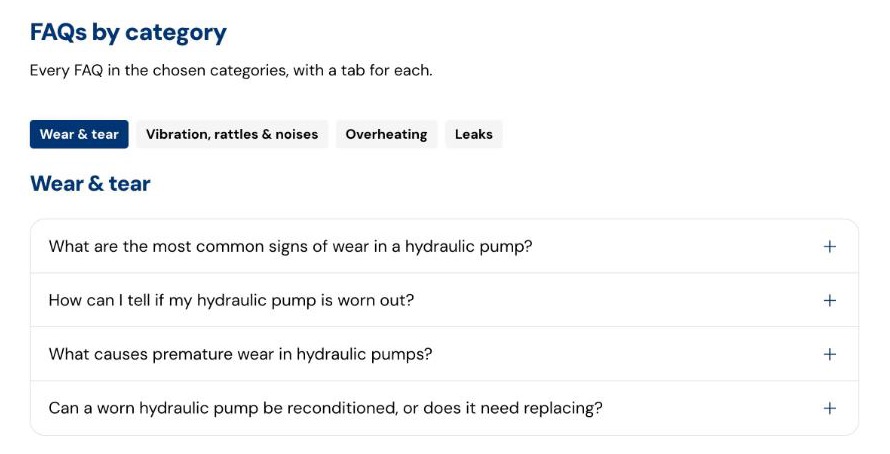 FAQs by category
Every FAQ in the chosen categories, with a tab for each.
Wear & tear
Vibration, rattles & noises
Overheating
Leaks
Wear & tear
What are the most common signs of wear in a hydraulic pump?
How can I tell if my hydraulic pump is worn out?
What causes premature wear in hydraulic pumps?
Can a worn hydraulic pump be reconditioned, or does it need replacing?